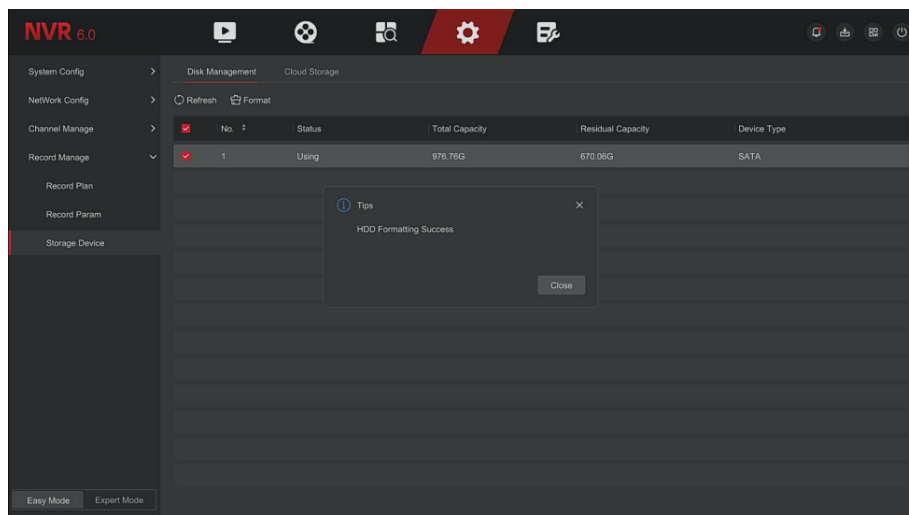 NVR 6.0
System Config
Disk Management Cloud Storage
NetWork Config
Refresh Format
Channel Manage
No. Status Total Capacity Residual Capacity Device Type
Record Manage
1 Using 976.76G 670.06G SATA
Record Plan
Tips
Record Param
HDD Formatting Success
Storage Device
Close
Easy Mode Expert Mode